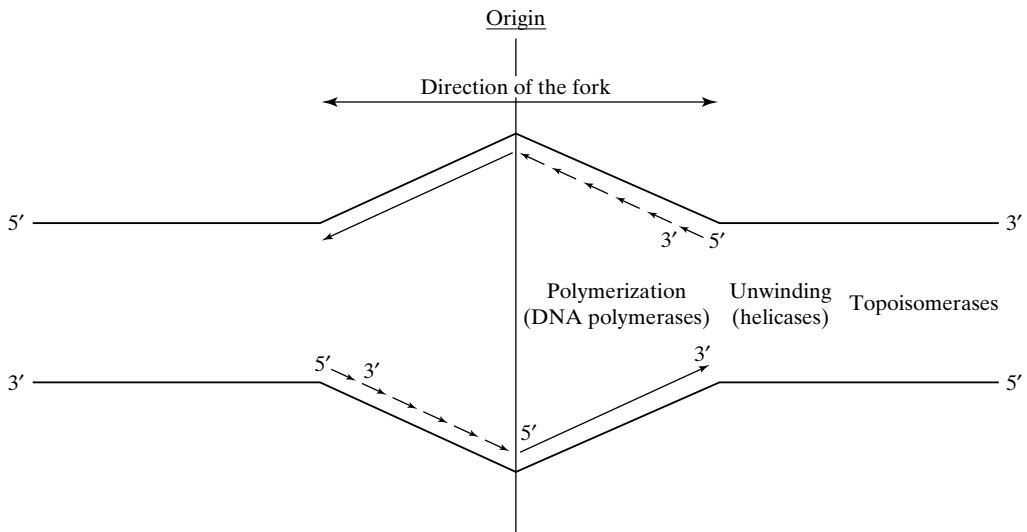 Origin
Direction of the fork
5′
3′
3′ 5′
Polymerization
(DNA polymerases)
Unwinding
(helicases)
Topoisomerases
5′ 3′
3′
3′
5′
5′